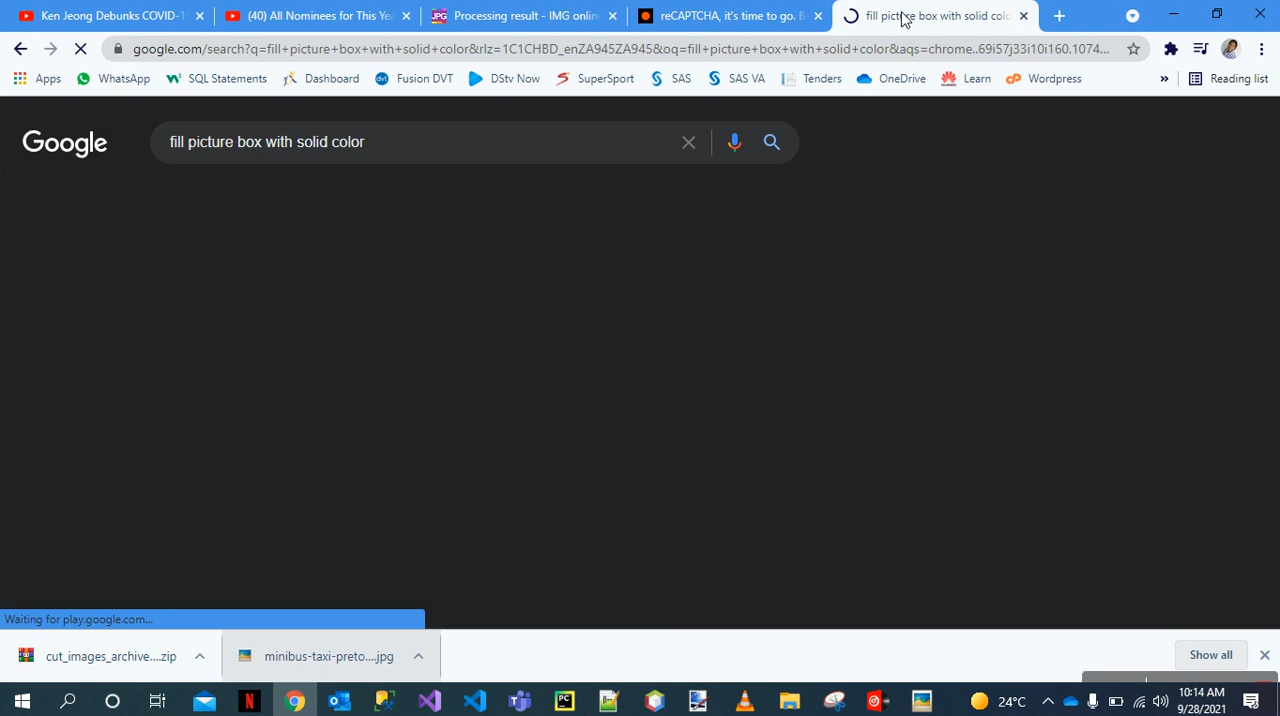 Ken Jeong Debunks COVID-1
(40) All Nominees for This Ye
Processing result - IMG onlin
reCAPTCHA, it's time to go. B
fill picture box with solid colo
google.com/search?q=fill+picture+box+with+solid+color&rlz=1C1CHBD_enZA945ZA945&oq=fill+picture+box+with+solid+color&aqs=chrome..69i57j33i10i160.1074...
Apps
WhatsApp
SQL Statements
Dashboard
Fusion DVT
DStv Now
SuperSport
SAS
SAS VA
Tenders
OneDrive
Learn
Wordpress
»
Reading list
Google
fill picture box with solid color
Waiting for play.google.com...
cut_images_archive....zip
minibus-taxi-preto....jpg
Show all
24°C
10:14 AM
9/28/2021